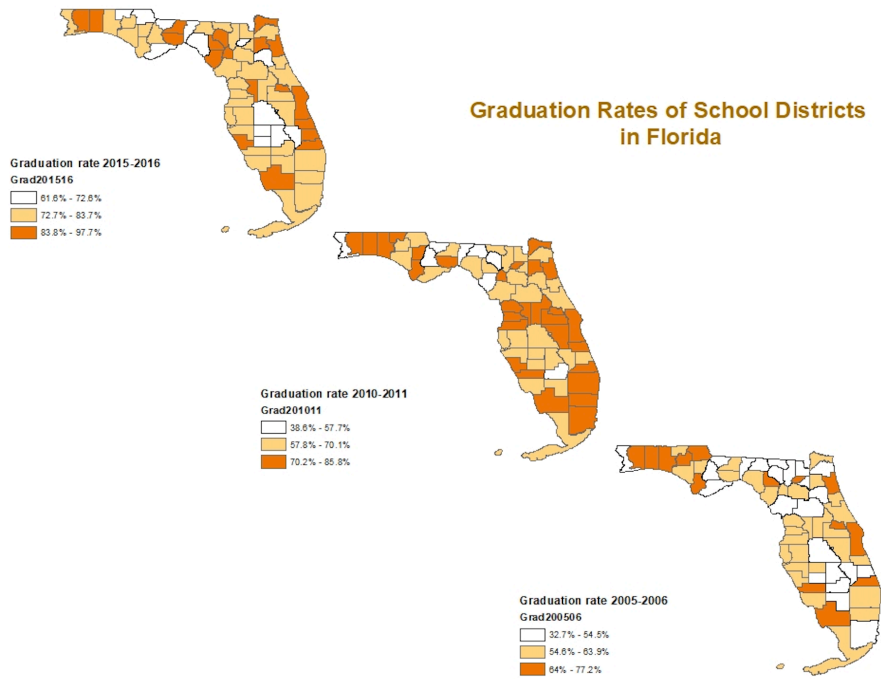 Graduation Rates of School Districts
in Florida
Graduation rate 2015-2016
Grad201516
61.6% - 72.6%
72.7% - 83.7%
83.8% - 97.7%
Graduation rate 2010-2011
Grad201011
38.6% - 57.7%
57.8% - 70.1%
70.2% - 85.8%
Graduation rate 2005-2006
Grad200506
32.7% - 54.5%
54.6% - 63.9%
64% - 77.2%